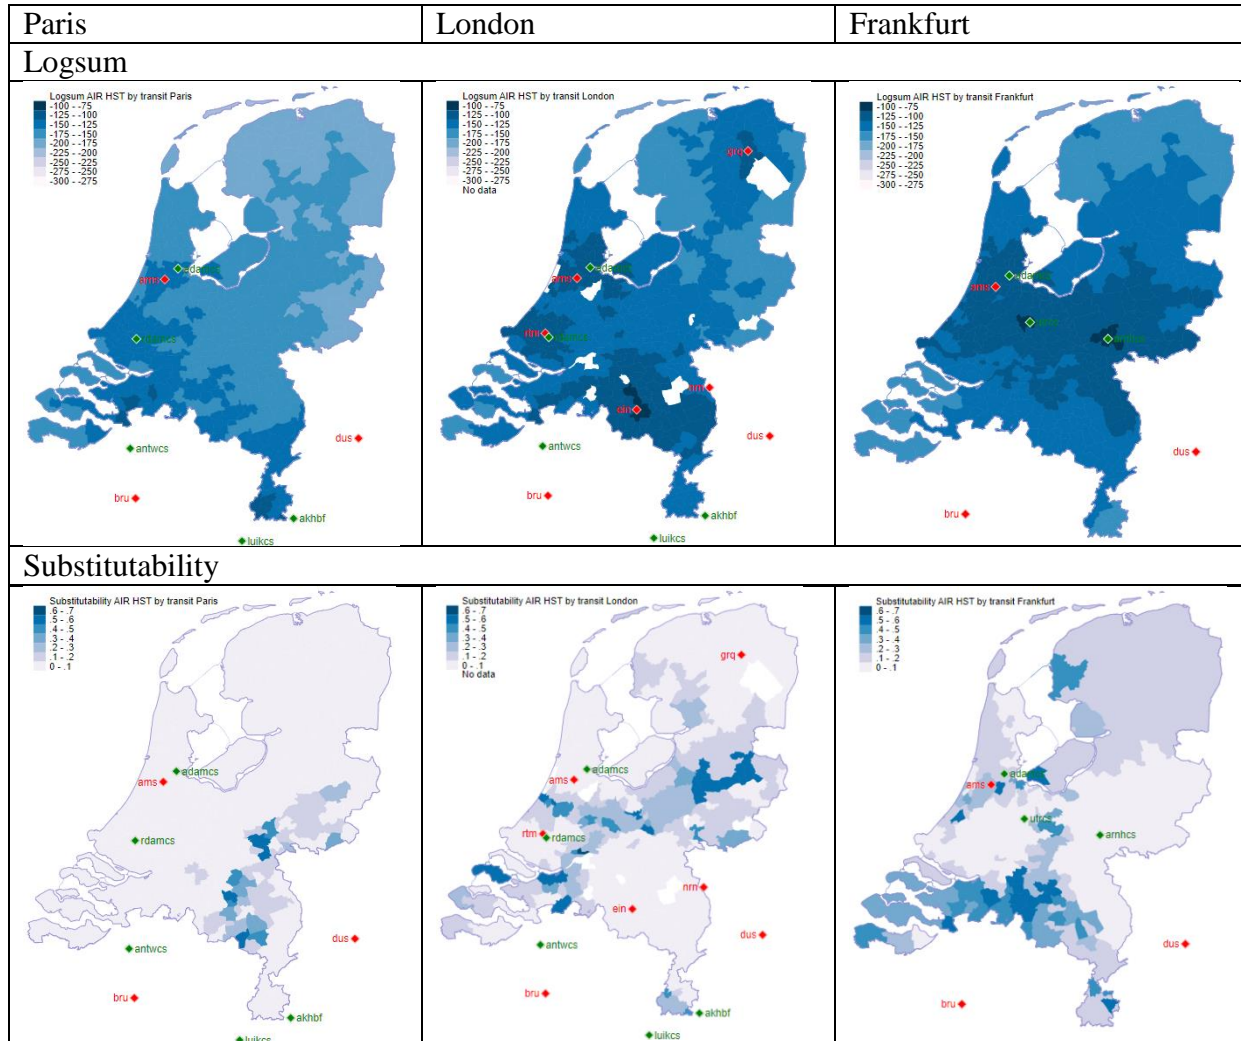 Paris
London
Frankfurt
Logsum
Logsum AIR HST by transit Paris
-100 - -75
-125 - -100
-150 - -125
-175 - -150
-200 - -175
-225 - -200
-250 - -225
-275 - -250
-300 - -275
ams
adamcs
rdamcs
antwcs
dus
bru
akhbf
luikcs
Logsum AIR HST by transit London
-100 - -75
-125 - -100
-150 - -125
-175 - -150
-200 - -175
-225 - -200
-250 - -225
-275 - -250
-300 - -275
No data
grq
adamcs
ams
rtm
rdamcs
nrn
ein
dus
antwcs
bru
akhbf
luikcs
Logsum AIR HST by transit Frankfurt
-100 - -75
-125 - -100
-150 - -125
-175 - -150
-200 - -175
-225 - -200
-250 - -225
-275 - -250
-300 - -275
adamcs
ams
utrcs
arnhcs
dus
bru
Substitutability
Substitutability AIR HST by transit Paris
.6 - .7
.5 - .6
.4 - .5
.3 - .4
.2 - .3
.1 - .2
0 - .1
adamcs
ams
rdamcs
dus
antwcs
bru
akhbf
luikcs
Substitutability AIR HST by transit London
.6 - .7
.5 - .6
.4 - .5
.3 - .4
.2 - .3
.1 - .2
0 - .1
No data
grq
adamcs
ams
rtm
rdamcs
nrn
ein
dus
antwcs
bru
akhbf
luikcs
Substitutability AIR HST by transit Frankfurt
.6 - .7
.5 - .6
.4 - .5
.3 - .4
.2 - .3
.1 - .2
0 - .1
adamcs
ams
utrcs
arnhcs
dus
bru